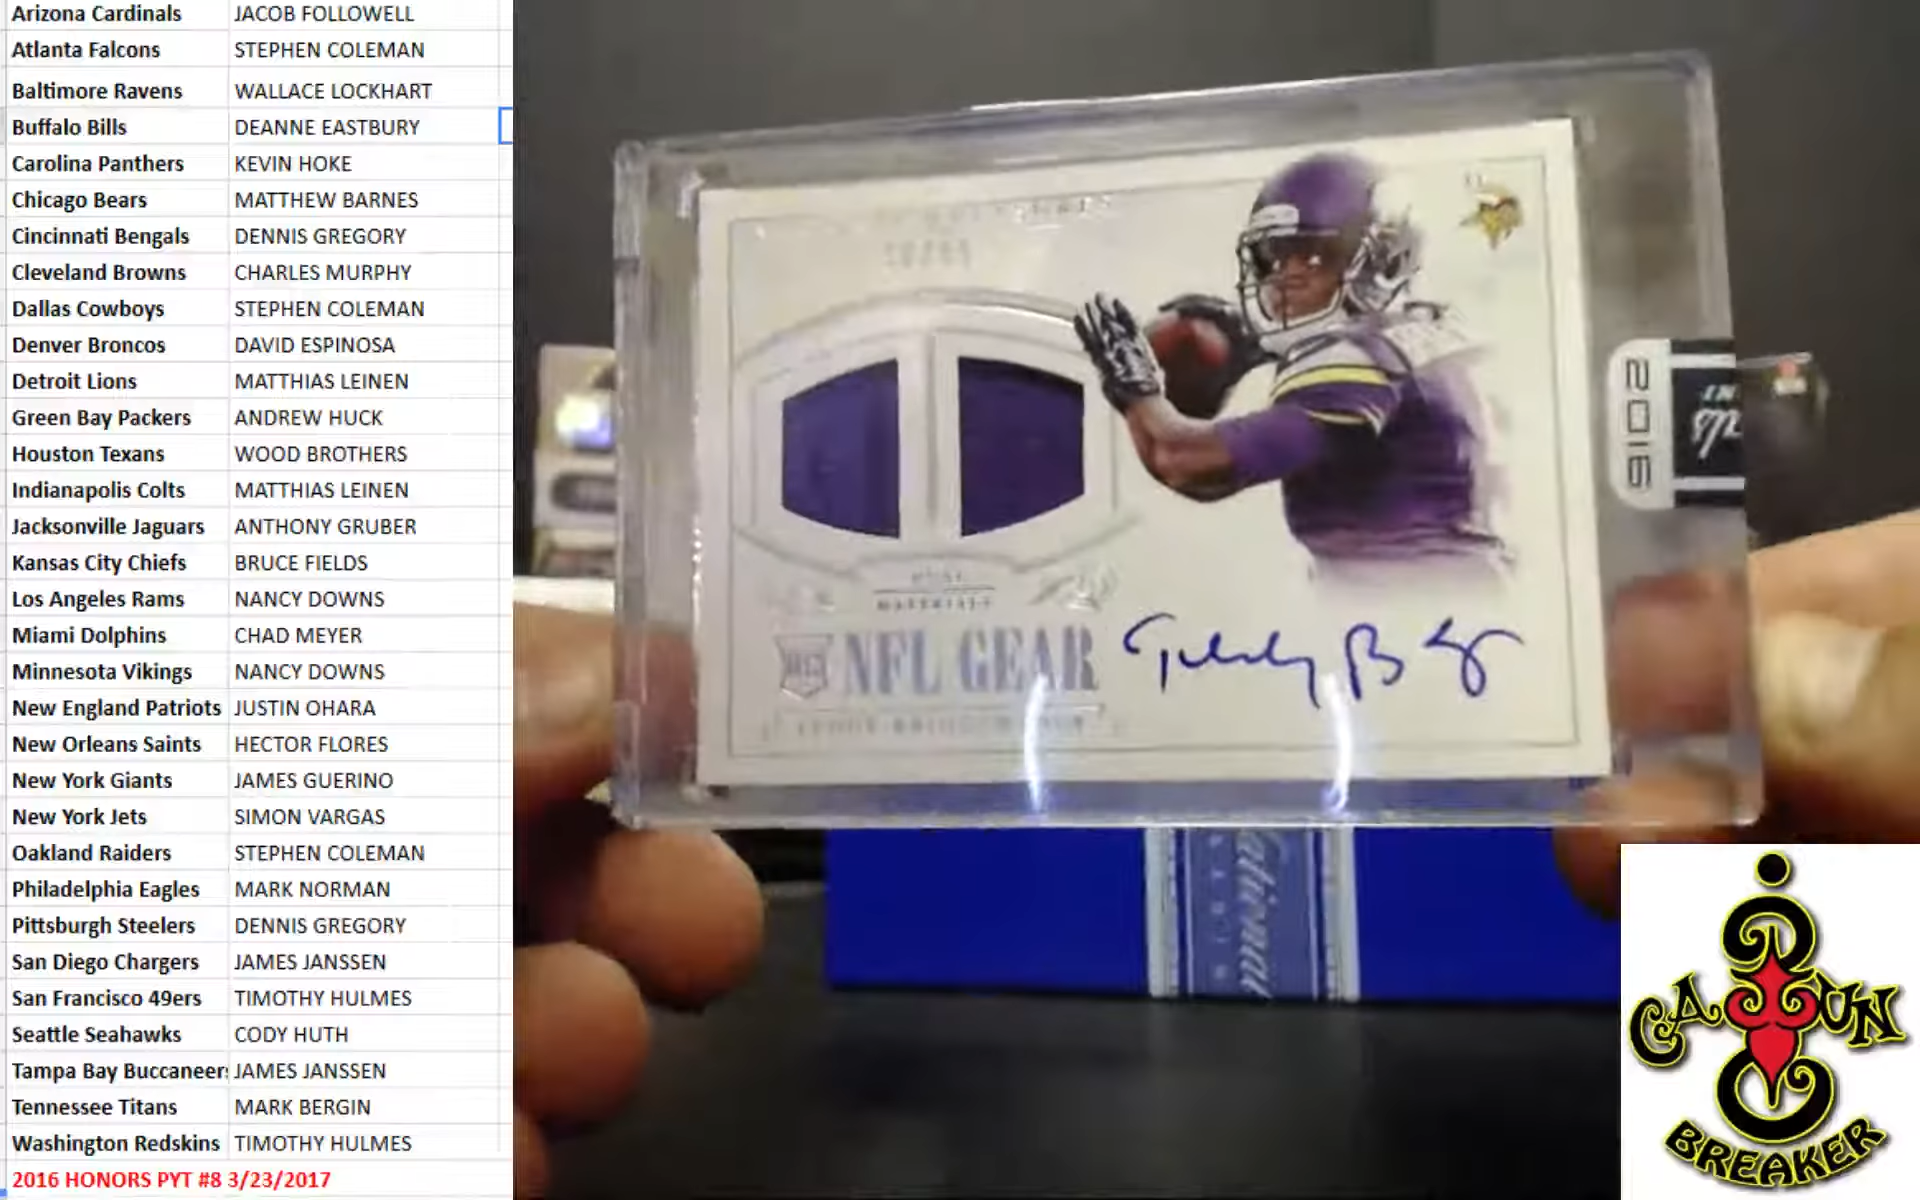 Arizona Cardinals JACOB FOLLOWELL
Atlanta Falcons STEPHEN COLEMAN
Baltimore Ravens WALLACE LOCKHART
Buffalo Bills DEANNE EASTBURY
Carolina Panthers KEVIN HOKE
Chicago Bears MATTHEW BARNES
Cincinnati Bengals DENNIS GREGORY
Cleveland Browns CHARLES MURPHY
Dallas Cowboys STEPHEN COLEMAN
Denver Broncos DAVID ESPINOSA
Detroit Lions MATTHIAS LEINEN
Green Bay Packers ANDREW HUCK
Houston Texans WOOD BROTHERS
Indianapolis Colts MATTHIAS LEINEN
Jacksonville Jaguars ANTHONY GRUBER
Kansas City Chiefs BRUCE FIELDS
Los Angeles Rams NANCY DOWNS
Miami Dolphins CHAD MEYER
Minnesota Vikings NANCY DOWNS
New England Patriots JUSTIN OHARA
New Orleans Saints HECTOR FLORES
New York Giants JAMES GUERINO
New York Jets SIMON VARGAS
Oakland Raiders STEPHEN COLEMAN
Philadelphia Eagles MARK NORMAN
Pittsburgh Steelers DENNIS GREGORY
San Diego Chargers JAMES JANSSEN
San Francisco 49ers TIMOTHY HULMES
Seattle Seahawks CODY HUTH
Tampa Bay Buccaneers JAMES JANSSEN
Tennessee Titans MARK BERGIN
Washington Redskins TIMOTHY HULMES
2016 HONORS PYT #8 3/23/2017
MATERIALS
NFL GEAR
2016
CAJUN
BREAKER